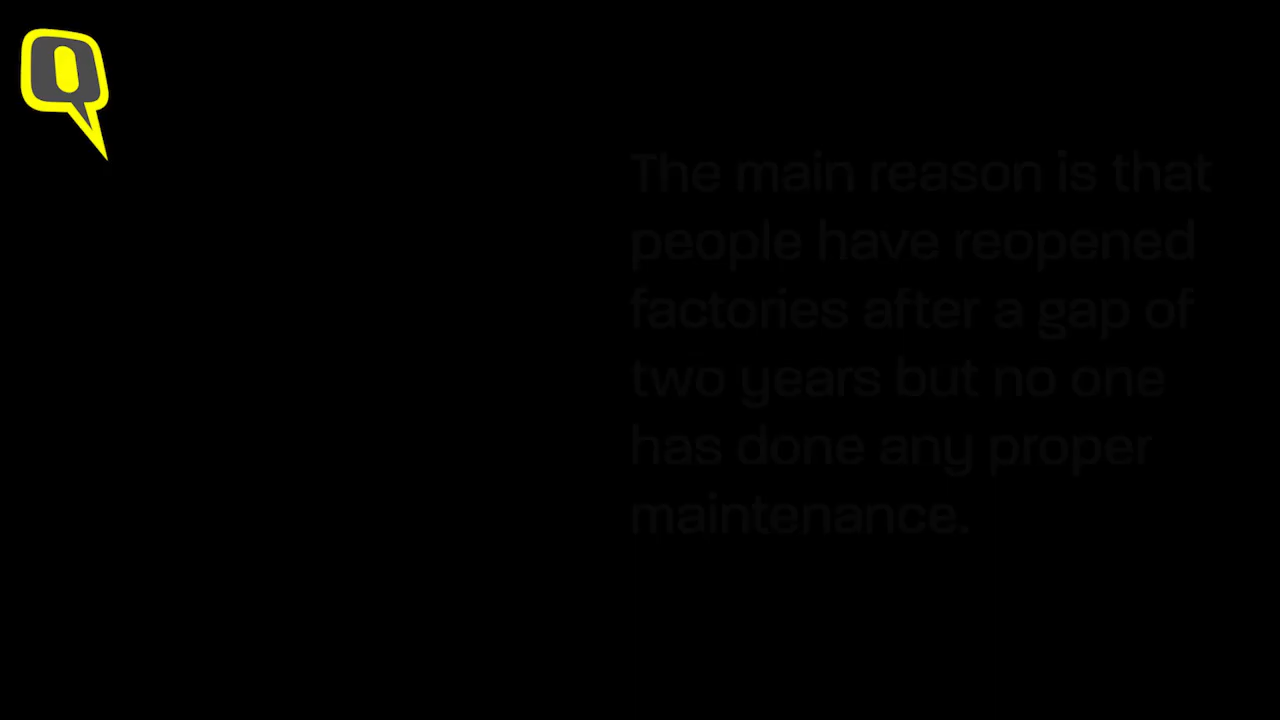 The main reason is that
people have reopened
factories after a gap of
two years but no one
has done any proper
maintenance.